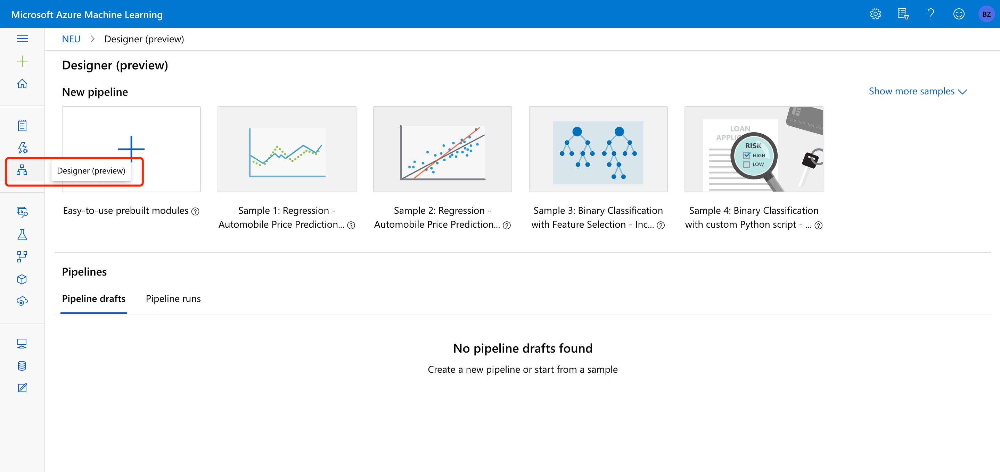 Microsoft Azure Machine Learning
BZ
NEU > Designer (preview)
Designer (preview)
New pipeline
Show more samples
LOAN
RISK
HIGH
LOW
Designer (preview)
Easy-to-use prebuilt modules
Sample 1: Regression -
Automobile Price Prediction...
Sample 2: Regression -
Automobile Price Prediction...
Sample 3: Binary Classification
with Feature Selection - Inc...
Sample 4: Binary Classification
with custom Python script - ...
Pipelines
Pipeline drafts
Pipeline runs
No pipeline drafts found
Create a new pipeline or start from a sample